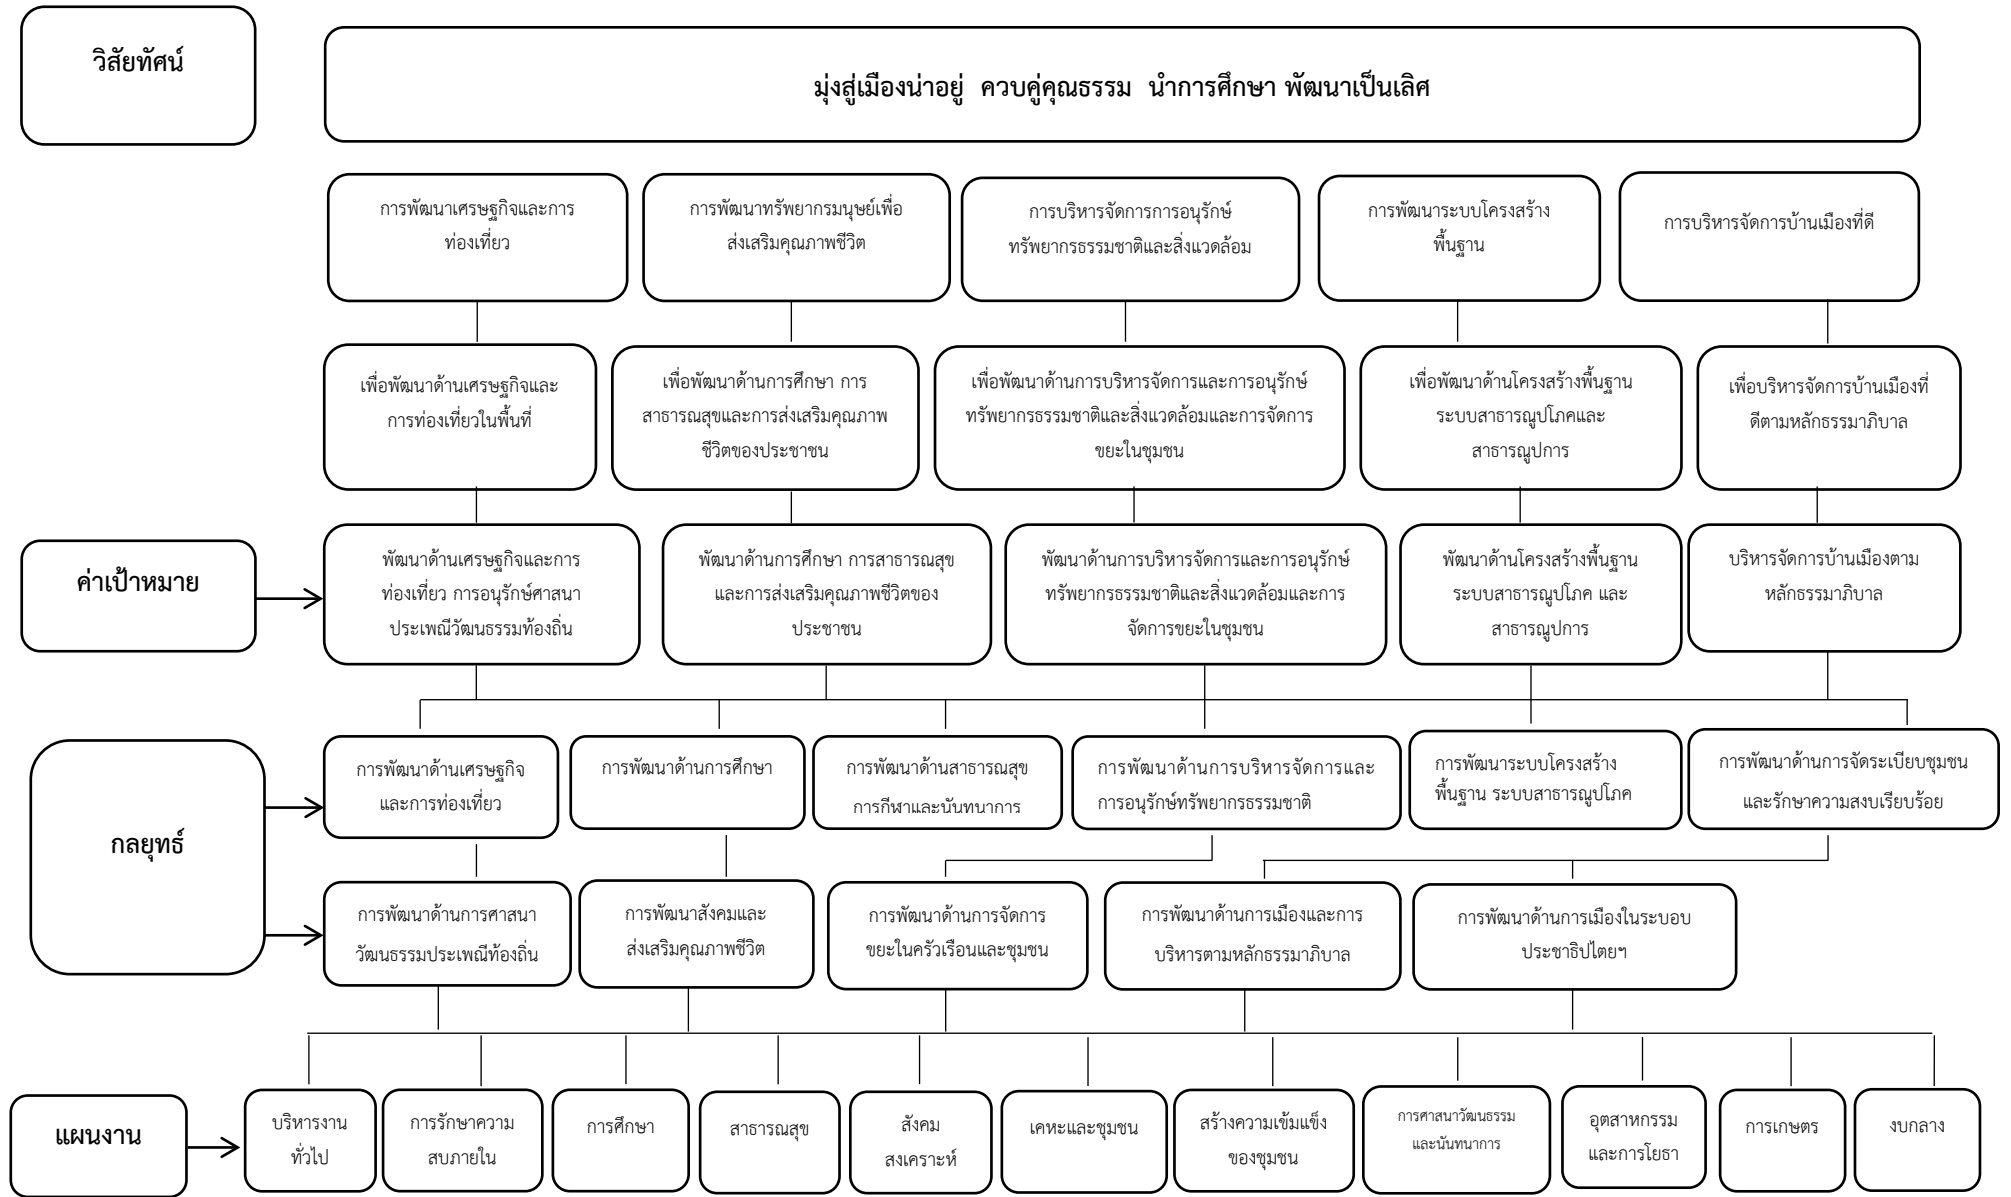 วิสัยทัศน์
มุ่งสู่เมืองน่าอยู่ ควบคู่คุณธรรม นำการศึกษา พัฒนาเป็นเลิศ
การพัฒนาเศรษฐกิจและการ
ท่องเที่ยว
การพัฒนาทรัพยากรมนุษย์เพื่อ
ส่งเสริมคุณภาพชีวิต
การบริหารจัดการการอนุรักษ์
ทรัพยากรธรรมชาติและสิ่งแวดล้อม
การพัฒนาระบบโครงสร้าง
พื้นฐาน
การบริหารจัดการบ้านเมืองที่ดี
เพื่อพัฒนาด้านเศรษฐกิจและ
การท่องเที่ยวในพื้นที่
เพื่อพัฒนาด้านการศึกษา การ
สาธารณสุขและการส่งเสริมคุณภาพ
ชีวิตของประชาชน
เพื่อพัฒนาด้านการบริหารจัดการและการอนุรักษ์
ทรัพยากรธรรมชาติและสิ่งแวดล้อมและการจัดการ
ขยะในชุมชน
เพื่อพัฒนาด้านโครงสร้างพื้นฐาน
ระบบสาธารณูปโภคและ
สาธารณูปการ
เพื่อบริหารจัดการบ้านเมืองที่
ดีตามหลักธรรมาภิบาล
ค่าเป้าหมาย
พัฒนาด้านเศรษฐกิจและการ
ท่องเที่ยว การอนุรักษ์ศาสนา
ประเพณีวัฒนธรรมท้องถิ่น
พัฒนาด้านการศึกษา การสาธารณสุข
และการส่งเสริมคุณภาพชีวิตของ
ประชาชน
พัฒนาด้านการบริหารจัดการและการอนุรักษ์
ทรัพยากรธรรมชาติและสิ่งแวดล้อมและการ
จัดการขยะในชุมชน
พัฒนาด้านโครงสร้างพื้นฐาน
ระบบสาธารณูปโภค และ
สาธารณูปการ
บริหารจัดการบ้านเมืองตาม
หลักธรรมาภิบาล
กลยุทธ์
การพัฒนาด้านเศรษฐกิจ
และการท่องเที่ยว
การพัฒนาด้านการศึกษา
การพัฒนาด้านสาธารณสุข
การกีฬาและนันทนาการ
การพัฒนาด้านการบริหารจัดการและ
การอนุรักษ์ทรัพยากรธรรมชาติ
การพัฒนาระบบโครงสร้าง
พื้นฐาน ระบบสาธารณูปโภค
การพัฒนาด้านการจัดระเบียบชุมชน
และรักษาความสงบเรียบร้อย
การพัฒนาด้านการศาสนา
วัฒนธรรมประเพณีท้องถิ่น
การพัฒนาสังคมและ
ส่งเสริมคุณภาพชีวิต
การพัฒนาด้านการจัดการ
ขยะในครัวเรือนและชุมชน
การพัฒนาด้านการเมืองและการ
บริหารตามหลักธรรมาภิบาล
การพัฒนาด้านการเมืองในระบอบ
ประชาธิปไตยฯ
แผนงาน
บริหารงาน
ทั่วไป
การรักษาความ
สบภายใน
การศึกษา
สาธารณสุข
สังคม
สงเคราะห์
เคหะและชุมชน
สร้างความเข้มแข็ง
ของชุมชน
การศาสนาวัฒนธรรม
และนันทนาการ
อุตสาหกรรม
และการโยธา
การเกษตร
งบกลาง